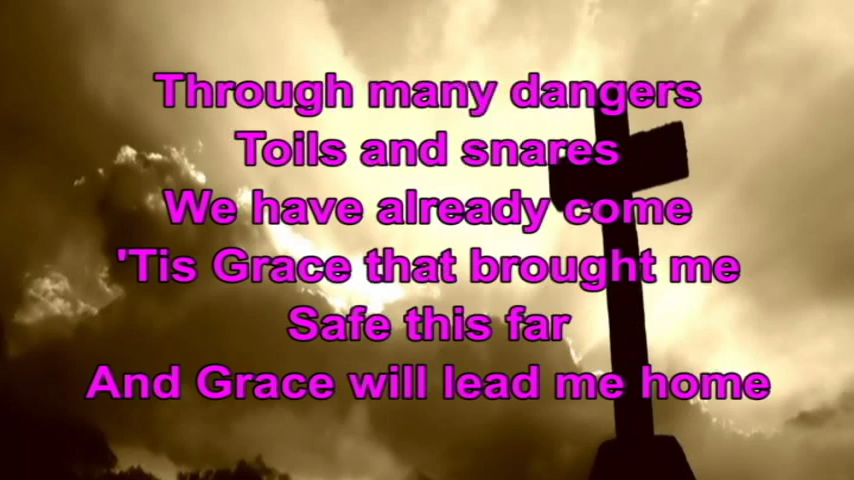 Through many dangers
Toils and snares
We have already come
'Tis Grace that brought me
Safe this far
And Grace will lead me home